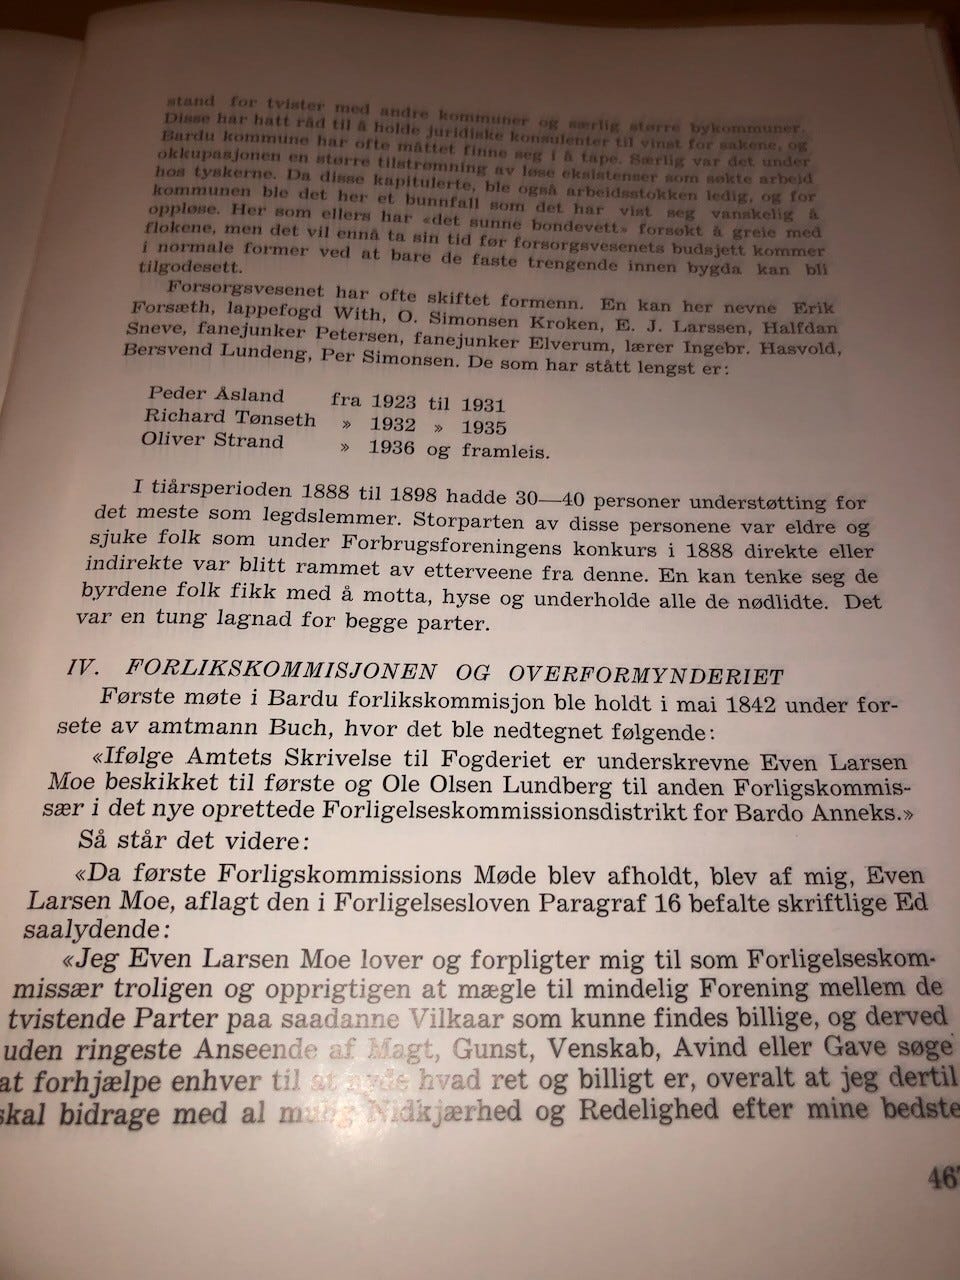 stand for tvister med andre kommuner og særlig større bykommuner.
Disse har hatt råd til å holde juridiske konsulenter til vinst for sakene, og
Bardu kommune har ofte måttet finne seg i å tape. Særlig var det under
okkupasjonen en større tilstrømning av løse eksistenser som søkte arbeid
hos tyskerne. Da disse kapitulerte, ble også arbeidsstokken ledig, og for
kommunen ble det her et bunnfall som det har vist seg vanskelig å
oppløse. Her som ellers har «det sunne bondevett» forsøkt å greie med
flokene, men det vil ennå ta sin tid før forsorgsvesenets budsjett kommer
i normale former ved at bare de faste trengende innen bygda kan bli
tilgodesett.
Forsorgsvesenet har ofte skiftet formenn. En kan her nevne Erik
Forsæth, lappefogd With, O. Simonsen Kroken, E. J. Larssen, Halfdan
Sneve, fanejunker Petersen, fanejunker Elverum, lærer Ingebr. Hasvold,
Bersvend Lundeng, Per Simonsen. De som har stått lengst er:
Peder Åsland fra 1923 til 1931
Richard Tønseth » 1932 » 1935
Oliver Strand » 1936 og framleis.
I tiårsperioden 1888 til 1898 hadde 30—40 personer understøtting for
det meste som legdslemmer. Storparten av disse personene var eldre og
sjuke folk som under Forbrugsforeningens konkurs i 1888 direkte eller
indirekte var blitt rammet av etterveene fra denne. En kan tenke seg de
byrdene folk fikk med å motta, hyse og underholde alle de nødlidte. Det
var en tung lagnad for begge parter.
IV. FORLIKSKOMMISJONEN OG OVERFORMYNDERIET
Første møte i Bardu forlikskommisjon ble holdt i mai 1842 under for-
sete av amtmann Buch, hvor det ble nedtegnet følgende:
«Ifølge Amtets Skrivelse til Fogderiet er underskrevne Even Larsen
Moe beskikket til første og Ole Olsen Lundberg til anden Forligskommis-
sær i det nye oprettede Forligelseskommissionsdistrikt for Bardo Anneks.»
Så står det videre:
«Da første Forligskommissions Møde blev afholdt, blev af mig, Even
Larsen Moe, aflagt den i Forligelsesloven Paragraf 16 befalte skriftlige Ed
saalydende:
«Jeg Even Larsen Moe lover og forpligter mig til som Forligelseskom-
missær troligen og opprigtigen at mægle til mindelig Forening mellem de
tvistende Parter paa saadanne Vilkaar som kunne findes billige, og derved
uden ringeste Anseende af Magt, Gunst, Venskab, Avind eller Gave søge
at forhjælpe enhver til at nyde hvad ret og billigt er, overalt at jeg dertil
skal bidrage med al mulig Nidkjærhed og Redelighed efter mine bedste
467